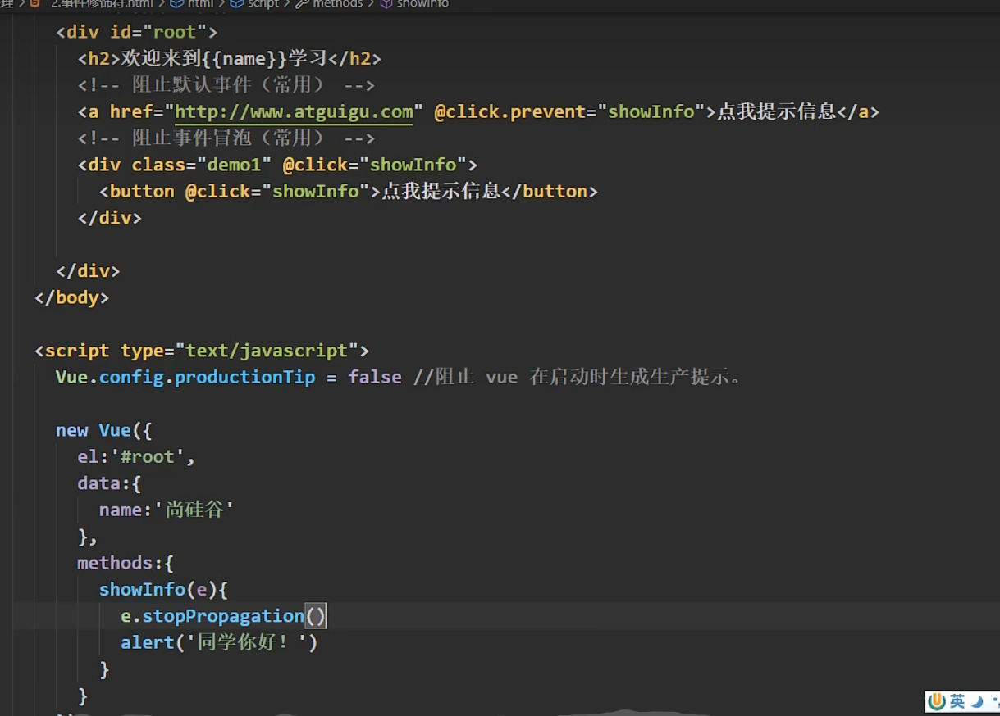 理 > 2.事件修饰符.html > html > script > methods > showInfo
<div id="root">
<h2>欢迎来到{{name}}学习</h2>
<!-- 阻止默认事件（常用） -->
<a href="http://www.atguigu.com" @click.prevent="showInfo">点我提示信息</a>
<!-- 阻止事件冒泡（常用） -->
<div class="demo1" @click="showInfo">
<button @click="showInfo">点我提示信息</button>
</div>
</div>
</body>
<script type="text/javascript">
Vue.config.productionTip = false //阻止 vue 在启动时生成生产提示。
new Vue({
el:'#root',
data:{
name:'尚硅谷'
},
methods:{
showInfo(e){
e.stopPropagation()
alert('同学你好！')
}
}
英